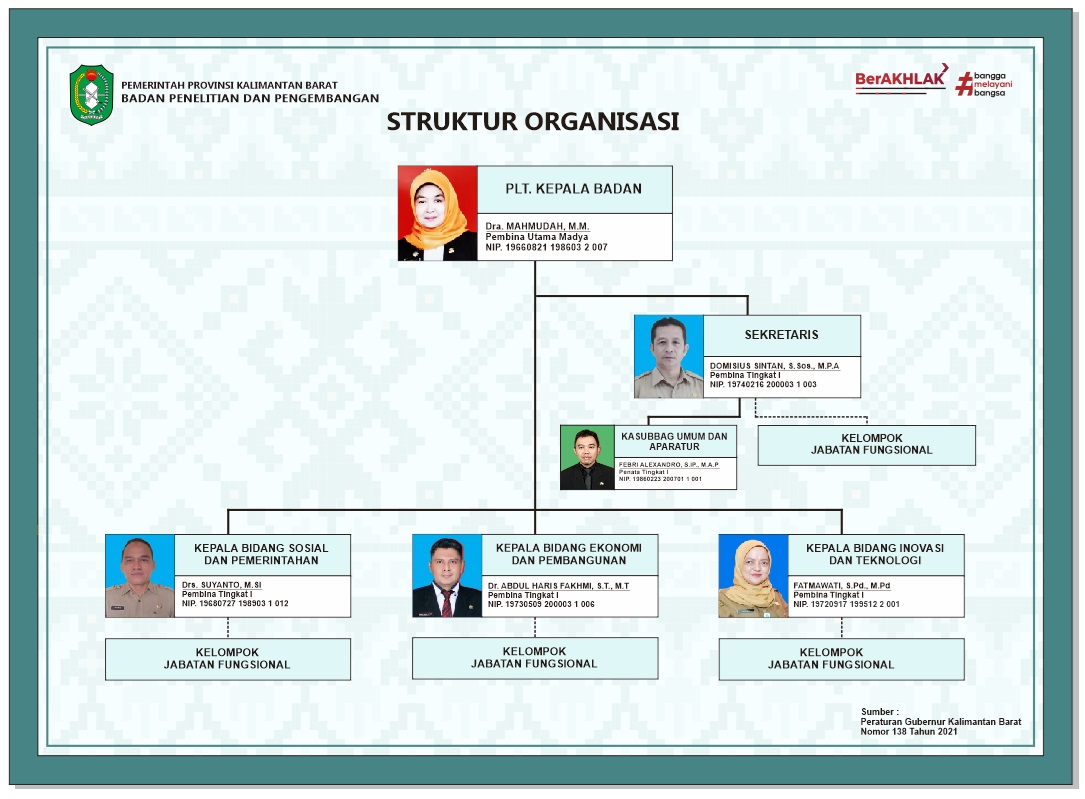 PEMERINTAH PROVINSI KALIMANTAN BARAT
BADAN PENELITIAN DAN PENGEMBANGAN
BerAKHLAK
#bangga
melayani
bangsa
STRUKTUR ORGANISASI
PLT. KEPALA BADAN
Dra. MAHMUDAH, M.M.
Pembina Utama Madya
NIP. 19660821 198603 2 007
SEKRETARIS
DOMISIUS SINTAN, S.Sos., M.P.A
Pembina Tingkat I
NIP. 19740216 200003 1 003
KASUBBAG UMUM DAN
APARATUR
FEBRI ALEXANDRO, S.IP., M.A.P
Penata Tingkat I
NIP. 19860223 200701 1 001
KELOMPOK
JABATAN FUNGSIONAL
KEPALA BIDANG SOSIAL
DAN PEMERINTAHAN
Drs. SUYANTO, M.SI
Pembina Tingkat I
NIP. 19680727 198903 1 012
KELOMPOK
JABATAN FUNGSIONAL
KEPALA BIDANG EKONOMI
DAN PEMBANGUNAN
Dr. ABDUL HARIS FAKHMI, S.T., M.T
Pembina Tingkat I
NIP. 19730509 200003 1 006
KELOMPOK
JABATAN FUNGSIONAL
KEPALA BIDANG INOVASI
DAN TEKNOLOGI
FATMAWATI, S.Pd., M.Pd
Pembina Tingkat I
NIP. 19720917 199512 2 001
KELOMPOK
JABATAN FUNGSIONAL
Sumber :
Peraturan Gubernur Kalimantan Barat
Nomor 138 Tahun 2021